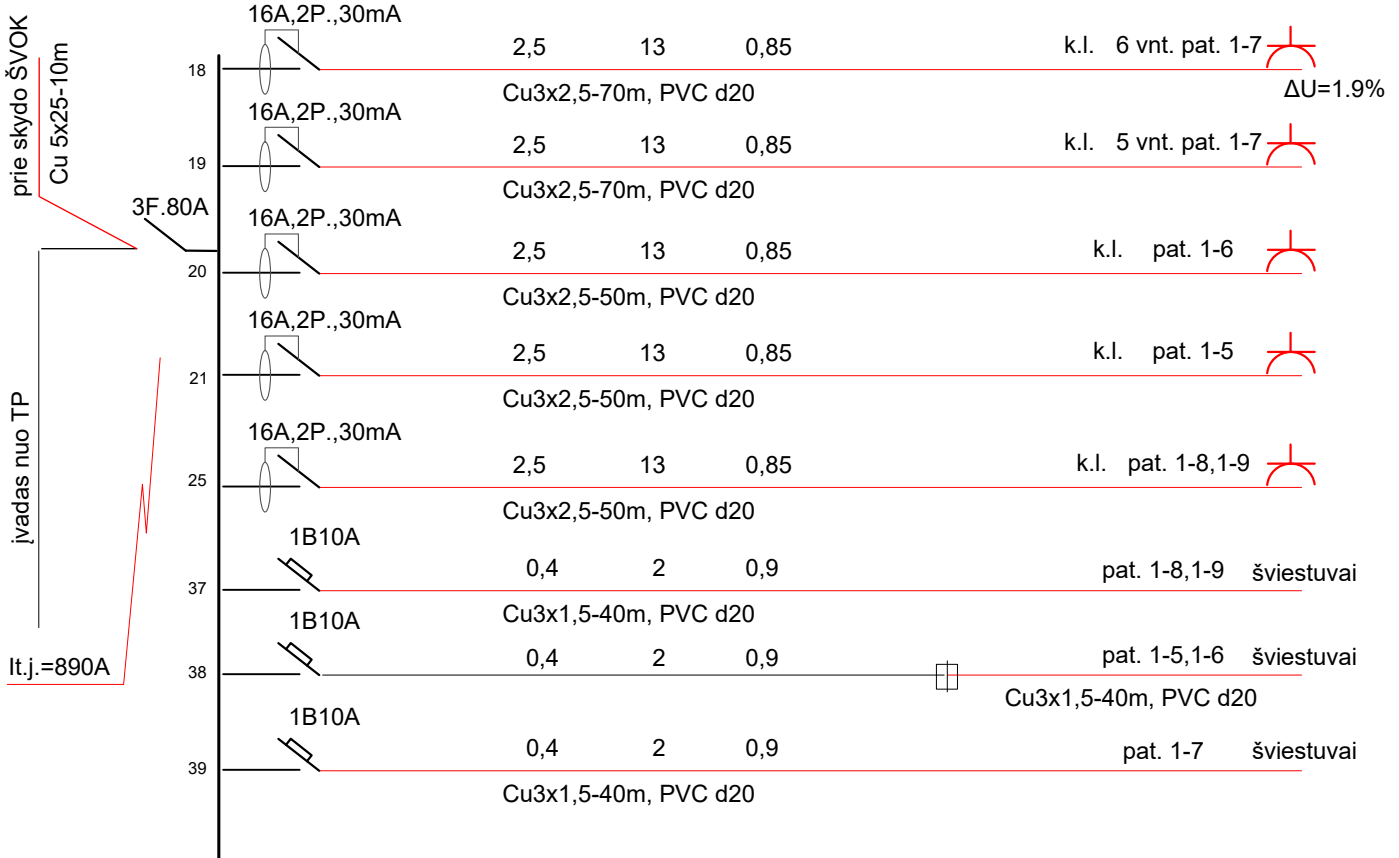 prie skydo ŠVOK
Cu 5x25-10m
3F.80A
įvadas nuo TP
It.j.=890A
16A,2P.,30mA
18 2,5 13 0,85 k.l. 6 vnt. pat. 1-7
Cu3x2,5-70m, PVC d20 ΔU=1.9%
16A,2P.,30mA
19 2,5 13 0,85 k.l. 5 vnt. pat. 1-7
Cu3x2,5-70m, PVC d20
16A,2P.,30mA
20 2,5 13 0,85 k.l. pat. 1-6
Cu3x2,5-50m, PVC d20
16A,2P.,30mA
21 2,5 13 0,85 k.l. pat. 1-5
Cu3x2,5-50m, PVC d20
16A,2P.,30mA
25 2,5 13 0,85 k.l. pat. 1-8,1-9
Cu3x2,5-50m, PVC d20
1B10A
37 0,4 2 0,9 pat. 1-8,1-9 šviestuvai
Cu3x1,5-40m, PVC d20
1B10A
38 0,4 2 0,9 pat. 1-5,1-6 šviestuvai
Cu3x1,5-40m, PVC d20
1B10A
39 0,4 2 0,9 pat. 1-7 šviestuvai
Cu3x1,5-40m, PVC d20